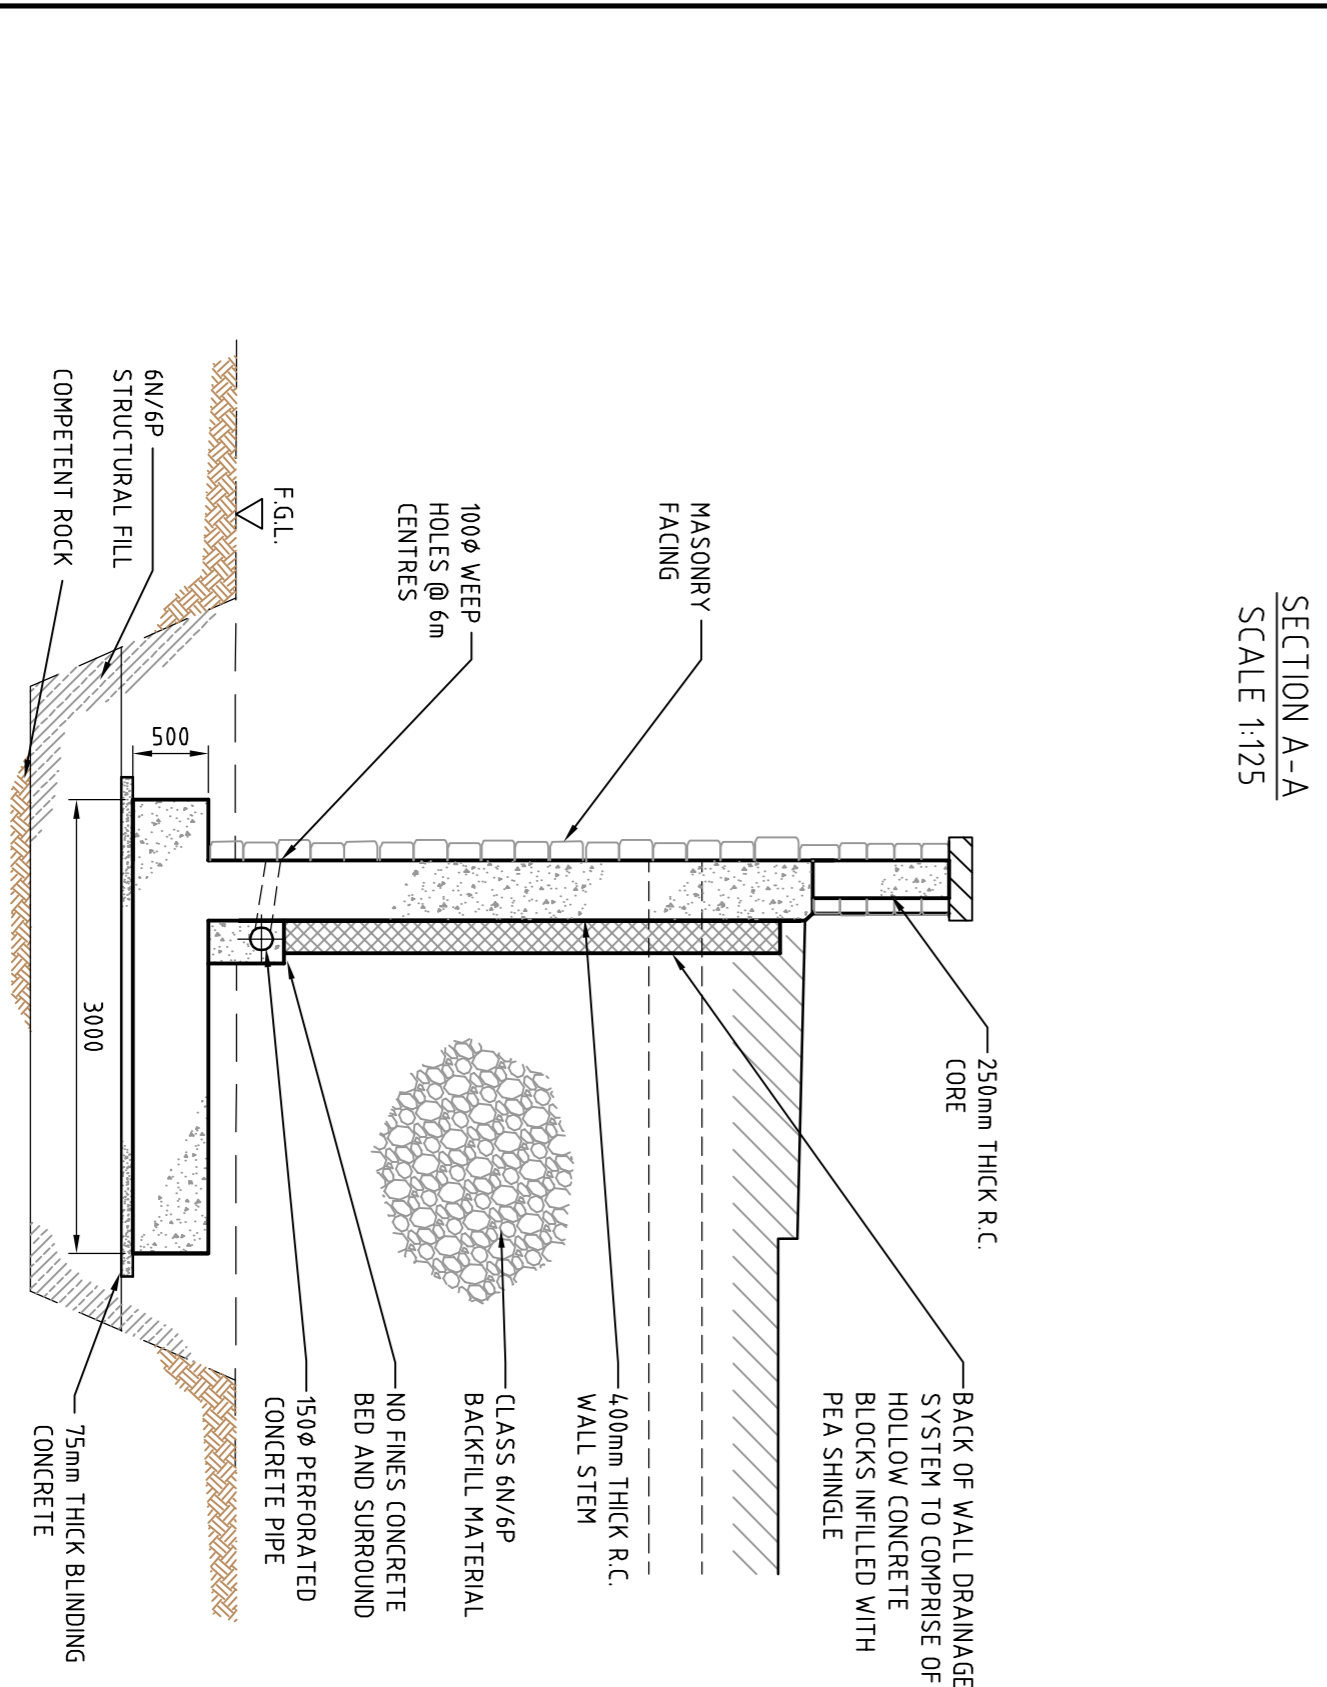 SECTION A-A
SCALE 1:125
250mm THICK R.C.
CORE
BACK OF WALL DRAINAGE
SYSTEM TO COMPRISE OF
HOLLOW CONCRETE
BLOCKS INFILLED WITH
PEA SHINGLE
MASONRY
FACING
400mm THICK R.C.
WALL STEM
CLASS 6N/6P
BACKFILL MATERIAL
100Ø WEEP
HOLES @ 6m
CENTRES
NO FINES CONCRETE
BED AND SURROUND
F.G.L.
150Ø PERFORATED
CONCRETE PIPE
6N/6P
STRUCTURAL FILL
500
3000
COMPETENT ROCK
75mm THICK BLINDING
CONCRETE